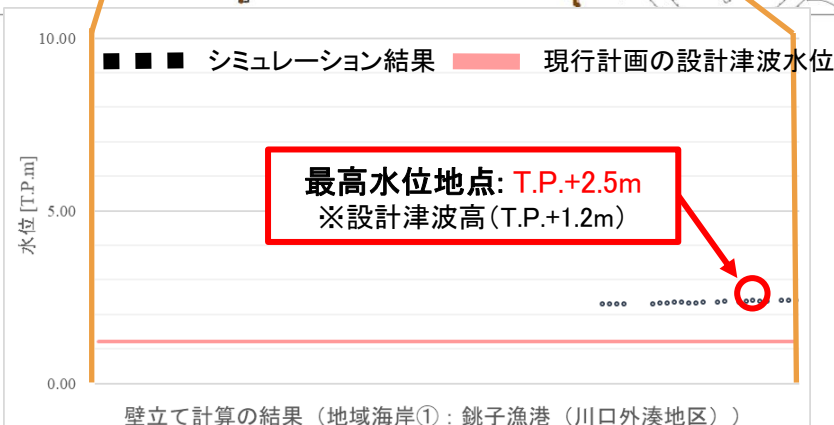 10.00
シミュレーション結果
現行計画の設計津波水位
最高水位地点: T.P.+2.5m
※設計津波高(T.P.+1.2m)
水位 [T.P.m]
5.00
0.00
壁立て計算の結果（地域海岸①：銚子漁港（川口外湊地区））